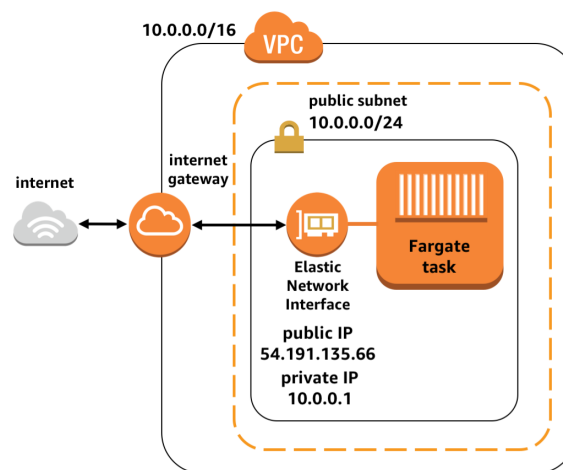 10.0.0.0/16
VPC
public subnet
10.0.0.0/24
internet
gateway
internet
Fargate
task
Elastic
Network
Interface
public IP
54.191.135.66
private IP
10.0.0.1